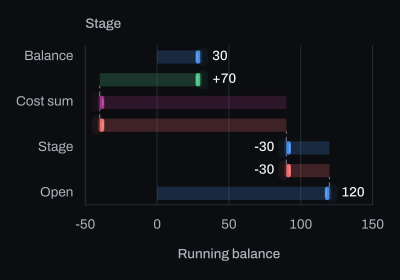 Stage
Balance 30
+70
Cost sum
Stage -30
-30
Open 120
-50 0 50 100 150
Running balance